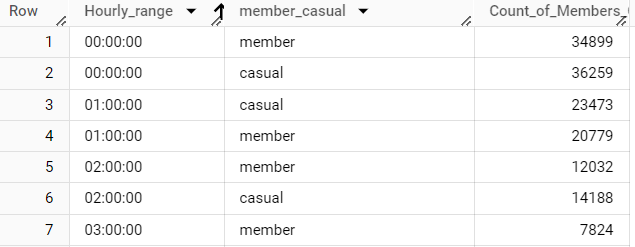 Row Hourly_range member_casual Count_of_Members_
1 00:00:00 member 34899
2 00:00:00 casual 36259
3 01:00:00 casual 23473
4 01:00:00 member 20779
5 02:00:00 member 12032
6 02:00:00 casual 14188
7 03:00:00 member 7824